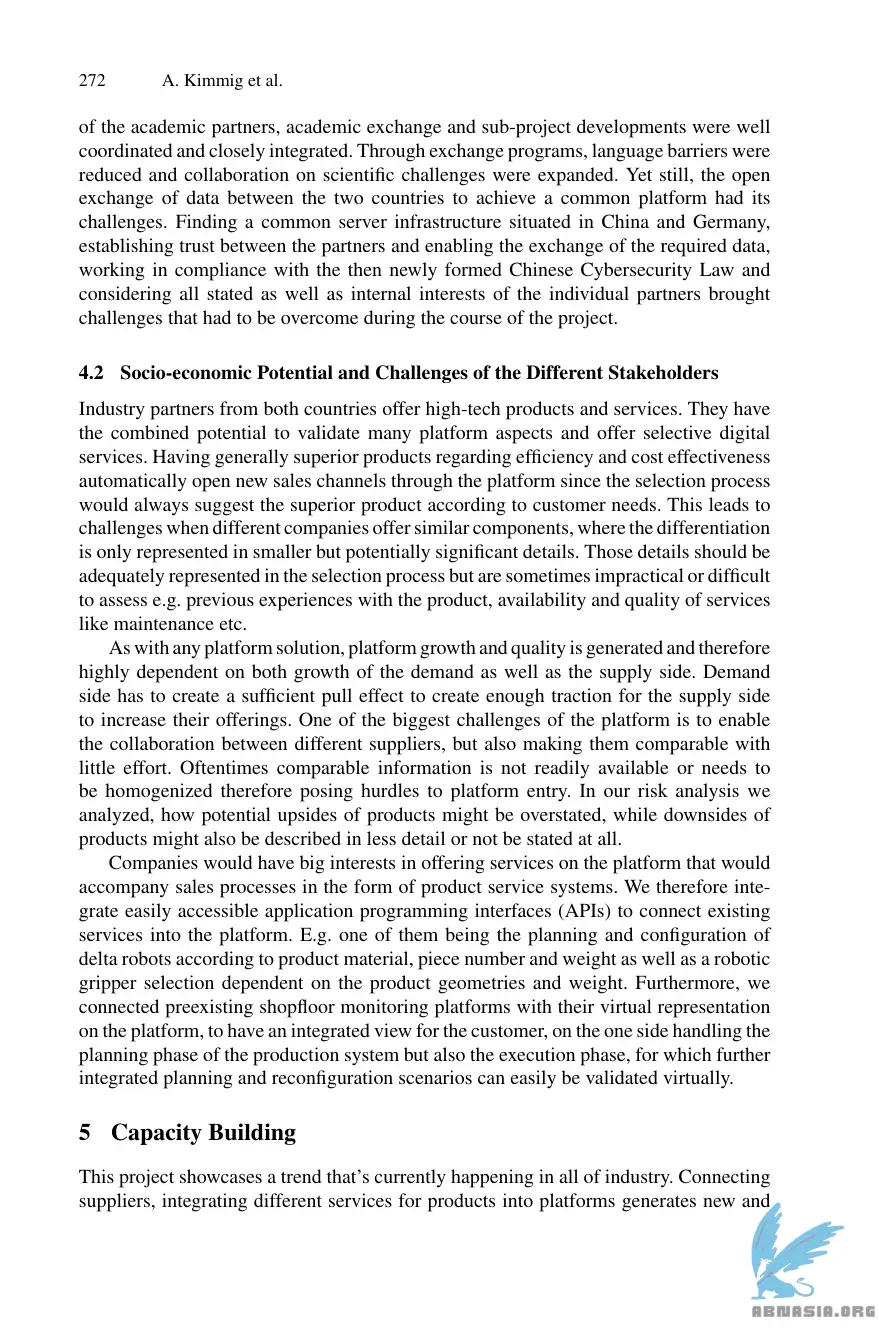 272 A. Kimmig et al.
of the academic partners, academic exchange and sub-project developments were well
coordinated and closely integrated. Through exchange programs, language barriers were
reduced and collaboration on scientific challenges were expanded. Yet still, the open
exchange of data between the two countries to achieve a common platform had its
challenges. Finding a common server infrastructure situated in China and Germany,
establishing trust between the partners and enabling the exchange of the required data,
working in compliance with the then newly formed Chinese Cybersecurity Law and
considering all stated as well as internal interests of the individual partners brought
challenges that had to be overcome during the course of the project.
4.2 Socio-economic Potential and Challenges of the Different Stakeholders
Industry partners from both countries offer high-tech products and services. They have
the combined potential to validate many platform aspects and offer selective digital
services. Having generally superior products regarding efficiency and cost effectiveness
automatically open new sales channels through the platform since the selection process
would always suggest the superior product according to customer needs. This leads to
challenges when different companies offer similar components, where the differentiation
is only represented in smaller but potentially significant details. Those details should be
adequately represented in the selection process but are sometimes impractical or difficult
to assess e.g. previous experiences with the product, availability and quality of services
like maintenance etc.
As with any platform solution, platform growth and quality is generated and therefore
highly dependent on both growth of the demand as well as the supply side. Demand
side has to create a sufficient pull effect to create enough traction for the supply side
to increase their offerings. One of the biggest challenges of the platform is to enable
the collaboration between different suppliers, but also making them comparable with
little effort. Oftentimes comparable information is not readily available or needs to
be homogenized therefore posing hurdles to platform entry. In our risk analysis we
analyzed, how potential upsides of products might be overstated, while downsides of
products might also be described in less detail or not be stated at all.
Companies would have big interests in offering services on the platform that would
accompany sales processes in the form of product service systems. We therefore inte-
grate easily accessible application programming interfaces (APIs) to connect existing
services into the platform. E.g. one of them being the planning and configuration of
delta robots according to product material, piece number and weight as well as a robotic
gripper selection dependent on the product geometries and weight. Furthermore, we
connected preexisting shopfloor monitoring platforms with their virtual representation
on the platform, to have an integrated view for the customer, on the one side handling the
planning phase of the production system but also the execution phase, for which further
integrated planning and reconfiguration scenarios can easily be validated virtually.
5 Capacity Building
This project showcases a trend that's currently happening in all of industry. Connecting
suppliers, integrating different services for products into platforms generates new and
ABNASIA.ORG